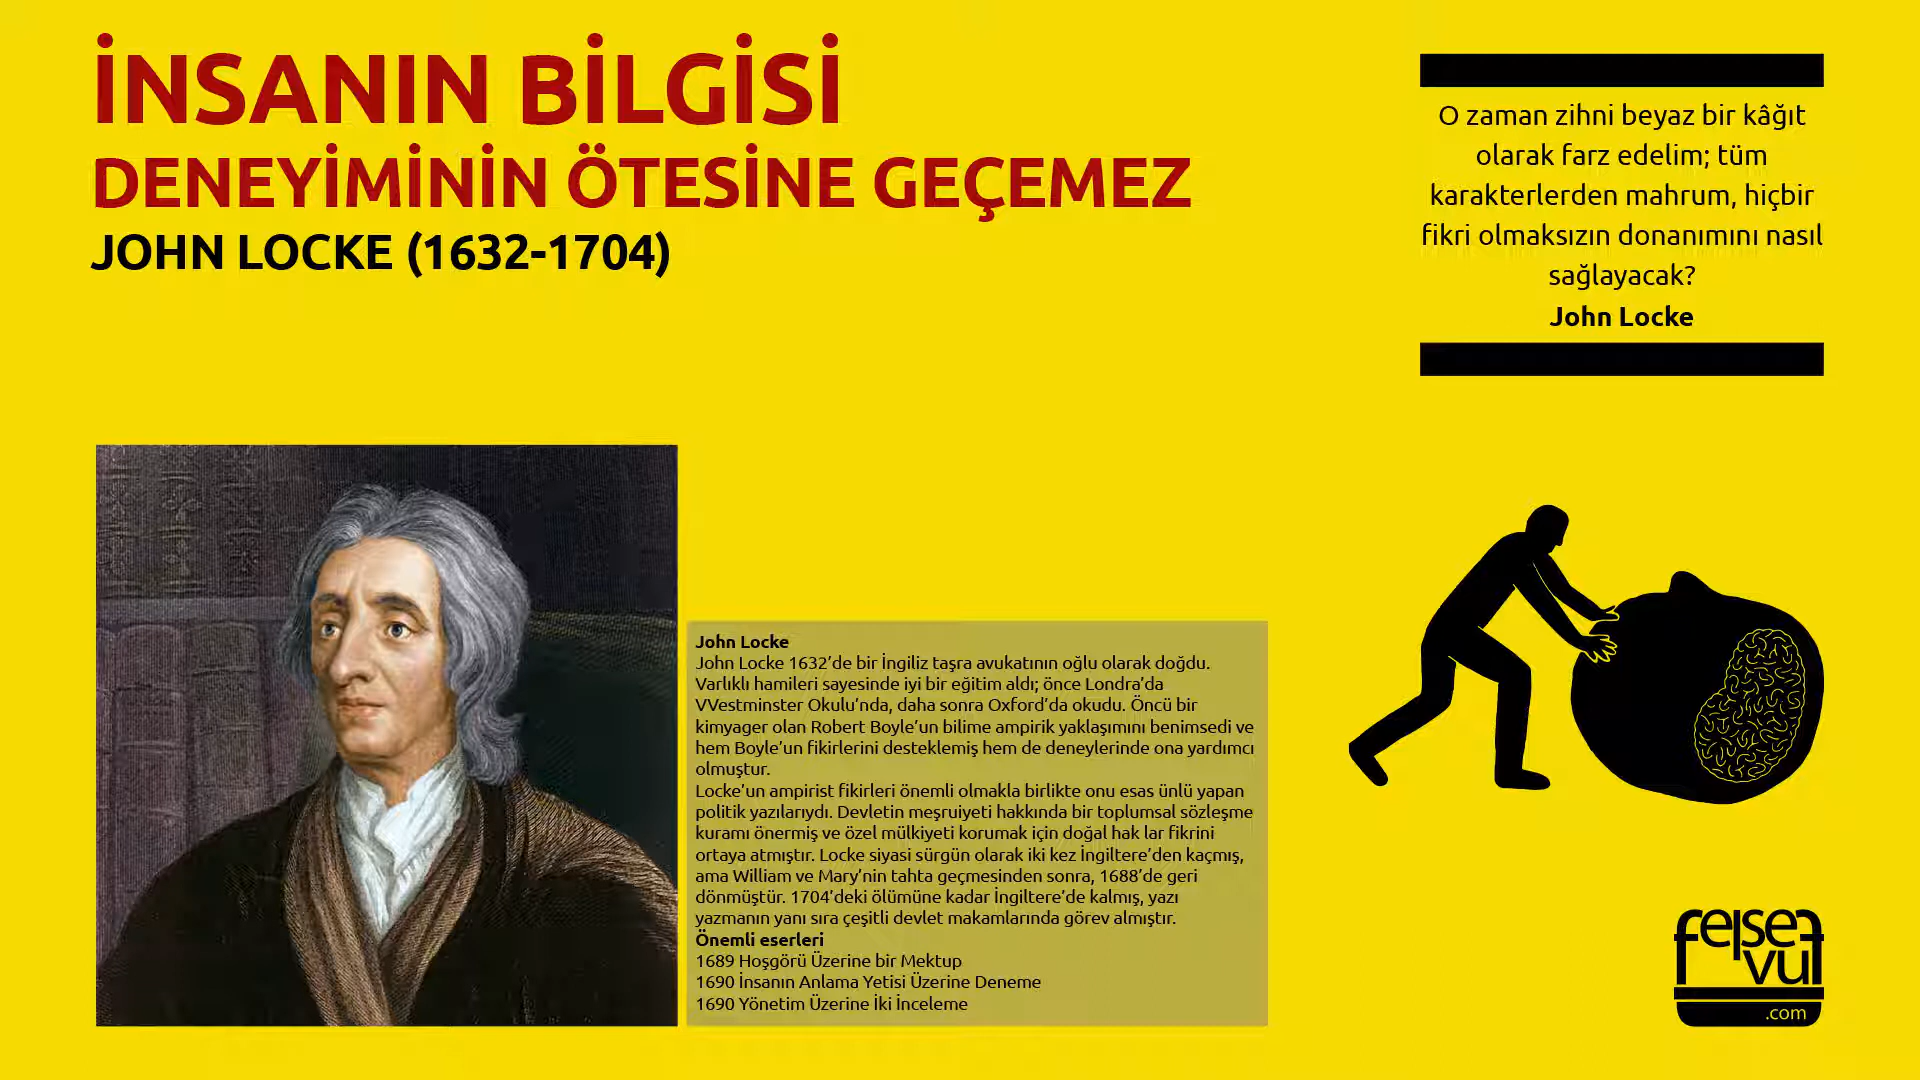 İNSANIN BİLGİSİ
DENEYİMİNİN ÖTESİNE GEÇEMEZ
JOHN LOCKE (1632-1704)
O zaman zihni beyaz bir kâğıt
olarak farz edelim; tüm
karakterlerden mahrum, hiçbir
fikri olmaksızın donanımını nasıl
sağlayacak?
John Locke
John Locke
John Locke 1632’de bir İngiliz taşra avukatının oğlu olarak doğdu.
Varlıklı hamileri sayesinde iyi bir eğitim aldı; önce Londra’da
VVestminster Okulu’nda, daha sonra Oxford’da okudu. Öncü bir
kimyager olan Robert Boyle’un bilime ampirik yaklaşımını benimsedi ve
hem Boyle’un fikirlerini desteklemiş hem de deneylerinde ona yardımcı
olmuştur.
Locke’un ampirist fikirleri önemli olmakla birlikte onu esas ünlü yapan
politik yazılarıydı. Devletin meşruiyeti hakkında bir toplumsal sözleşme
kuramı önermiş ve özel mülkiyeti korumak için doğal hak lar fikrini
ortaya atmıştır. Locke siyasi sürgün olarak iki kez İngiltere’den kaçmış,
ama William ve Mary’nin tahta geçmesinden sonra, 1688’de geri
dönmüştür. 1704’deki ölümüne kadar İngiltere’de kalmış, yazı
yazmanın yanı sıra çeşitli devlet makamlarında görev almıştır.
Önemli eserleri
1689 Hoşgörü Üzerine bir Mektup
1690 İnsanın Anlama Yetisi Üzerine Deneme
1690 Yönetim Üzerine İki İnceleme
felsef
vui
.com